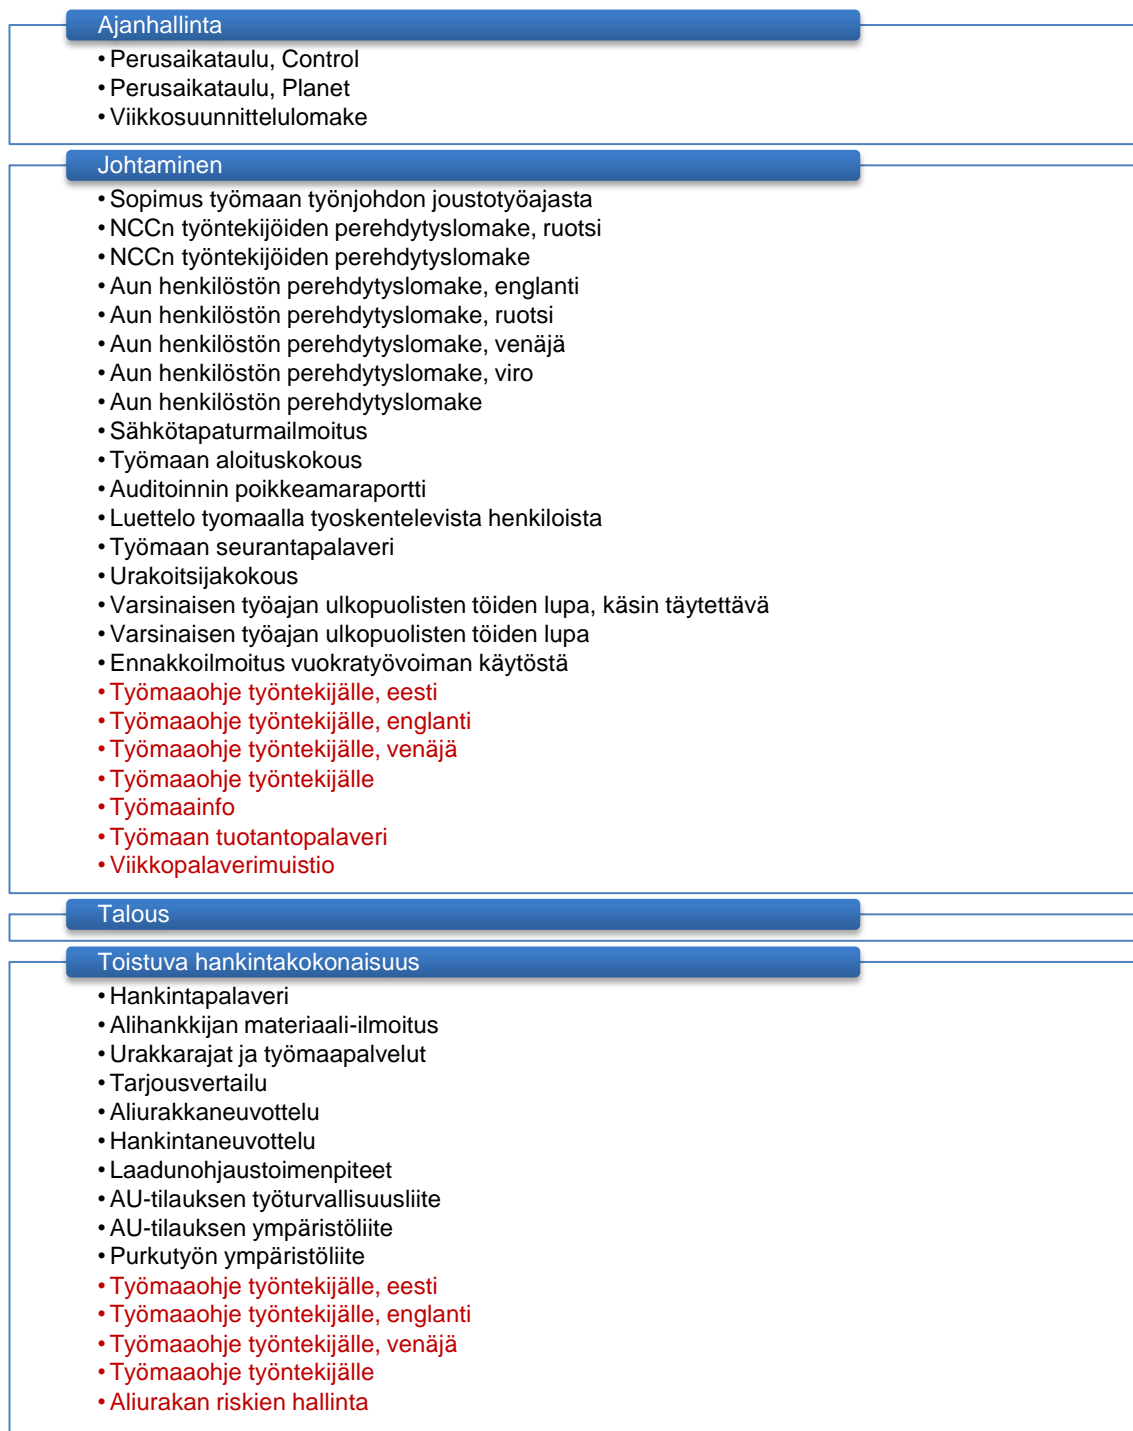 Ajanhallinta
• Perusaikataulu, Control
• Perusaikataulu, Planet
• Viikkosuunnittelulomake
Johtaminen
• Sopimus työmaan työnjohdon joustotyöajasta
• NCCn työntekijöiden perehdytyslomake, ruotsi
• NCCn työntekijöiden perehdytyslomake
• Aun henkilöstön perehdytyslomake, englanti
• Aun henkilöstön perehdytyslomake, ruotsi
• Aun henkilöstön perehdytyslomake, venäjä
• Aun henkilöstön perehdytyslomake, viro
• Aun henkilöstön perehdytyslomake
• Sähkötapaturmailmoitus
• Työmaan aloituskokous
• Auditoinnin poikkeamaraportti
• Luettelo tyomaalla tyoskentelevista henkiloista
• Työmaan seurantapalaveri
• Urakoitsijakokous
• Varsinaisen työajan ulkopuolisten töiden lupa, käsin täytettävä
• Varsinaisen työajan ulkopuolisten töiden lupa
• Ennakkoilmoitus vuokratyövoiman käytöstä
• Työmaaohje työntekijälle, eesti
• Työmaaohje työntekijälle, englanti
• Työmaaohje työntekijälle, venäjä
• Työmaaohje työntekijälle
• Työmaainfo
• Työmaan tuotantopalaveri
• Viikkopalaverimuistio
Talous
Toistuva hankintakokonaisuus
• Hankintapalaveri
• Alihankkijan materiaali-ilmoitus
• Urakkarajat ja työmaapalvelut
• Tarjousvertailu
• Aliurakkaneuvottelu
• Hankintaneuvottelu
• Laadunohjaustoimenpiteet
• AU-tilauksen työturvallisuusliite
• AU-tilauksen ympäristöliite
• Purkutyön ympäristöliite
• Työmaaohje työntekijälle, eesti
• Työmaaohje työntekijälle, englanti
• Työmaaohje työntekijälle, venäjä
• Työmaaohje työntekijälle
• Aliurakan riskien hallinta